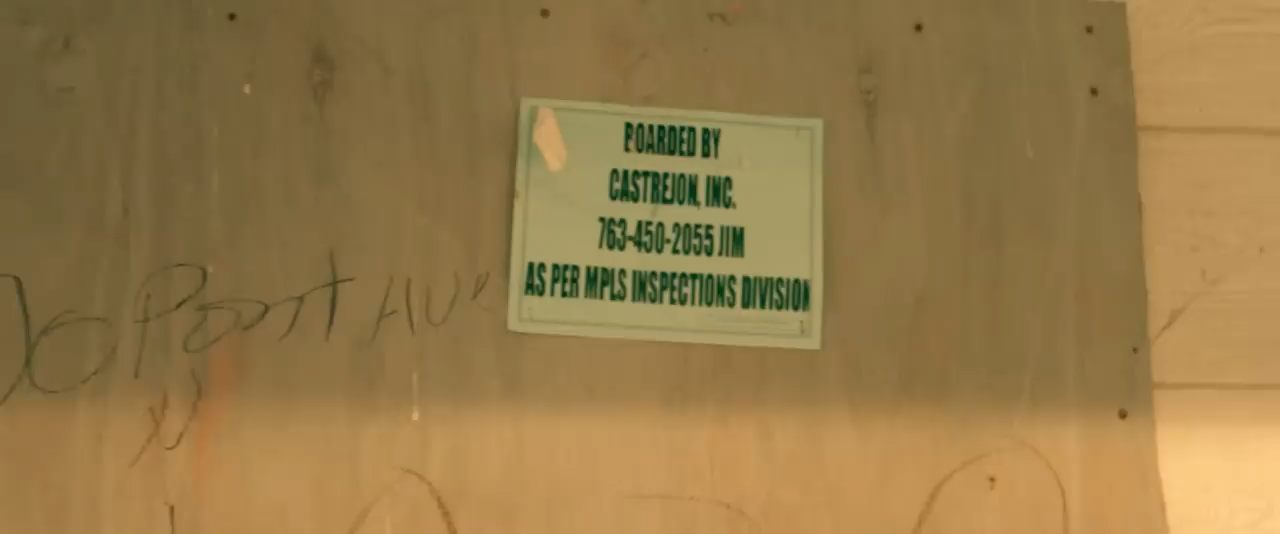 BOARDED BY
CASTREJON, INC.
763-450-2055 JIM
AS PER MPLS INSPECTIONS DIVISION